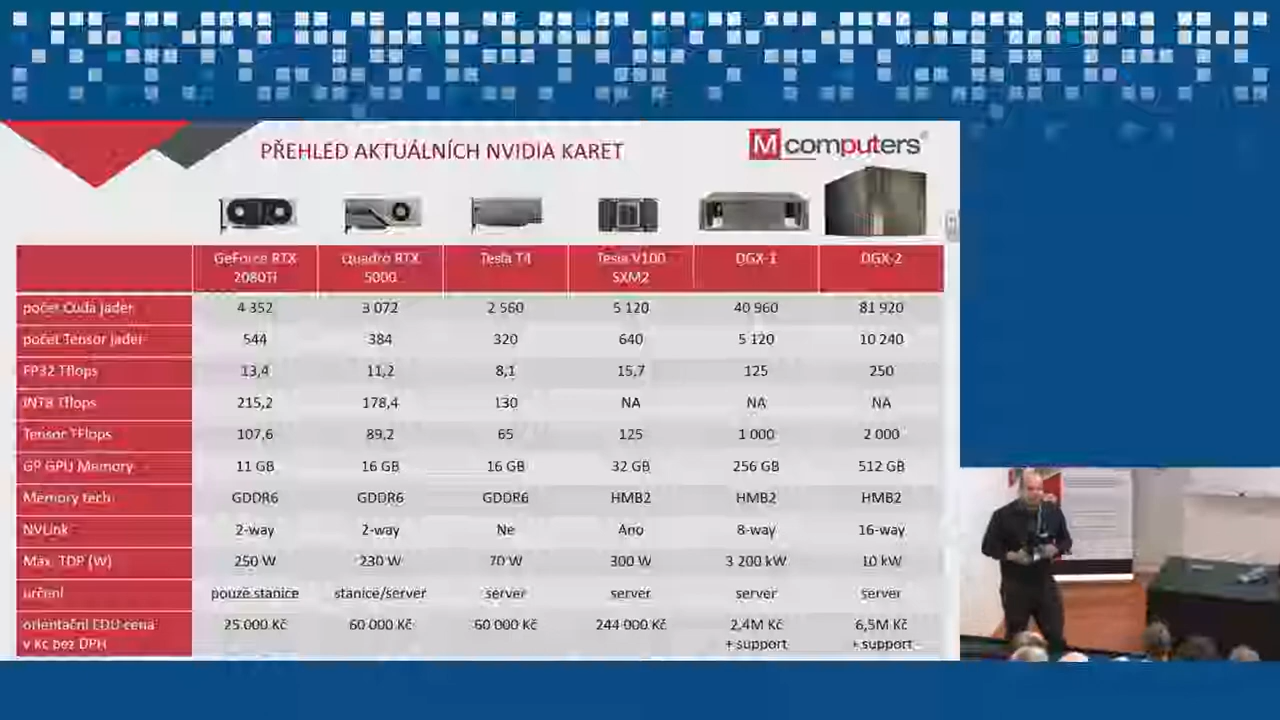 PŘEHLED AKTUÁLNÍCH NVIDIA KARET
M computers®
GeForce RTX 2080Ti Quadro RTX 5000 Tesla T4 Tesla V100 SXM2 DGX-1 DGX-2
počet Cuda jader 4 352 3 072 2 560 5 120 40 960 81 920
počet Tensor jader 544 384 320 640 5 120 10 240
FP32 Tflops 13,4 11,2 8,1 15,7 125 250
INT8 Tflops 215,2 178,4 130 NA NA NA
Tensor TFlops 107,6 89,2 65 125 1 000 2 000
GP GPU Memory 11 GB 16 GB 16 GB 32 GB 256 GB 512 GB
Memory tech GDDR6 GDDR6 GDDR6 HMB2 HMB2 HMB2
NVLink 2-way 2-way Ne Ano 8-way 16-way
Max. TDP (W) 250 W 230 W 70 W 300 W 3 200 kW 10 kW
určení pouze stanice stanice/server server server server server
orientační EDU cena v Kc bez DPH 25 000 Kč 60 000 Kč 60 000 Kč 244 000 Kč 2,4M Kč + support 6,5M Kč + support